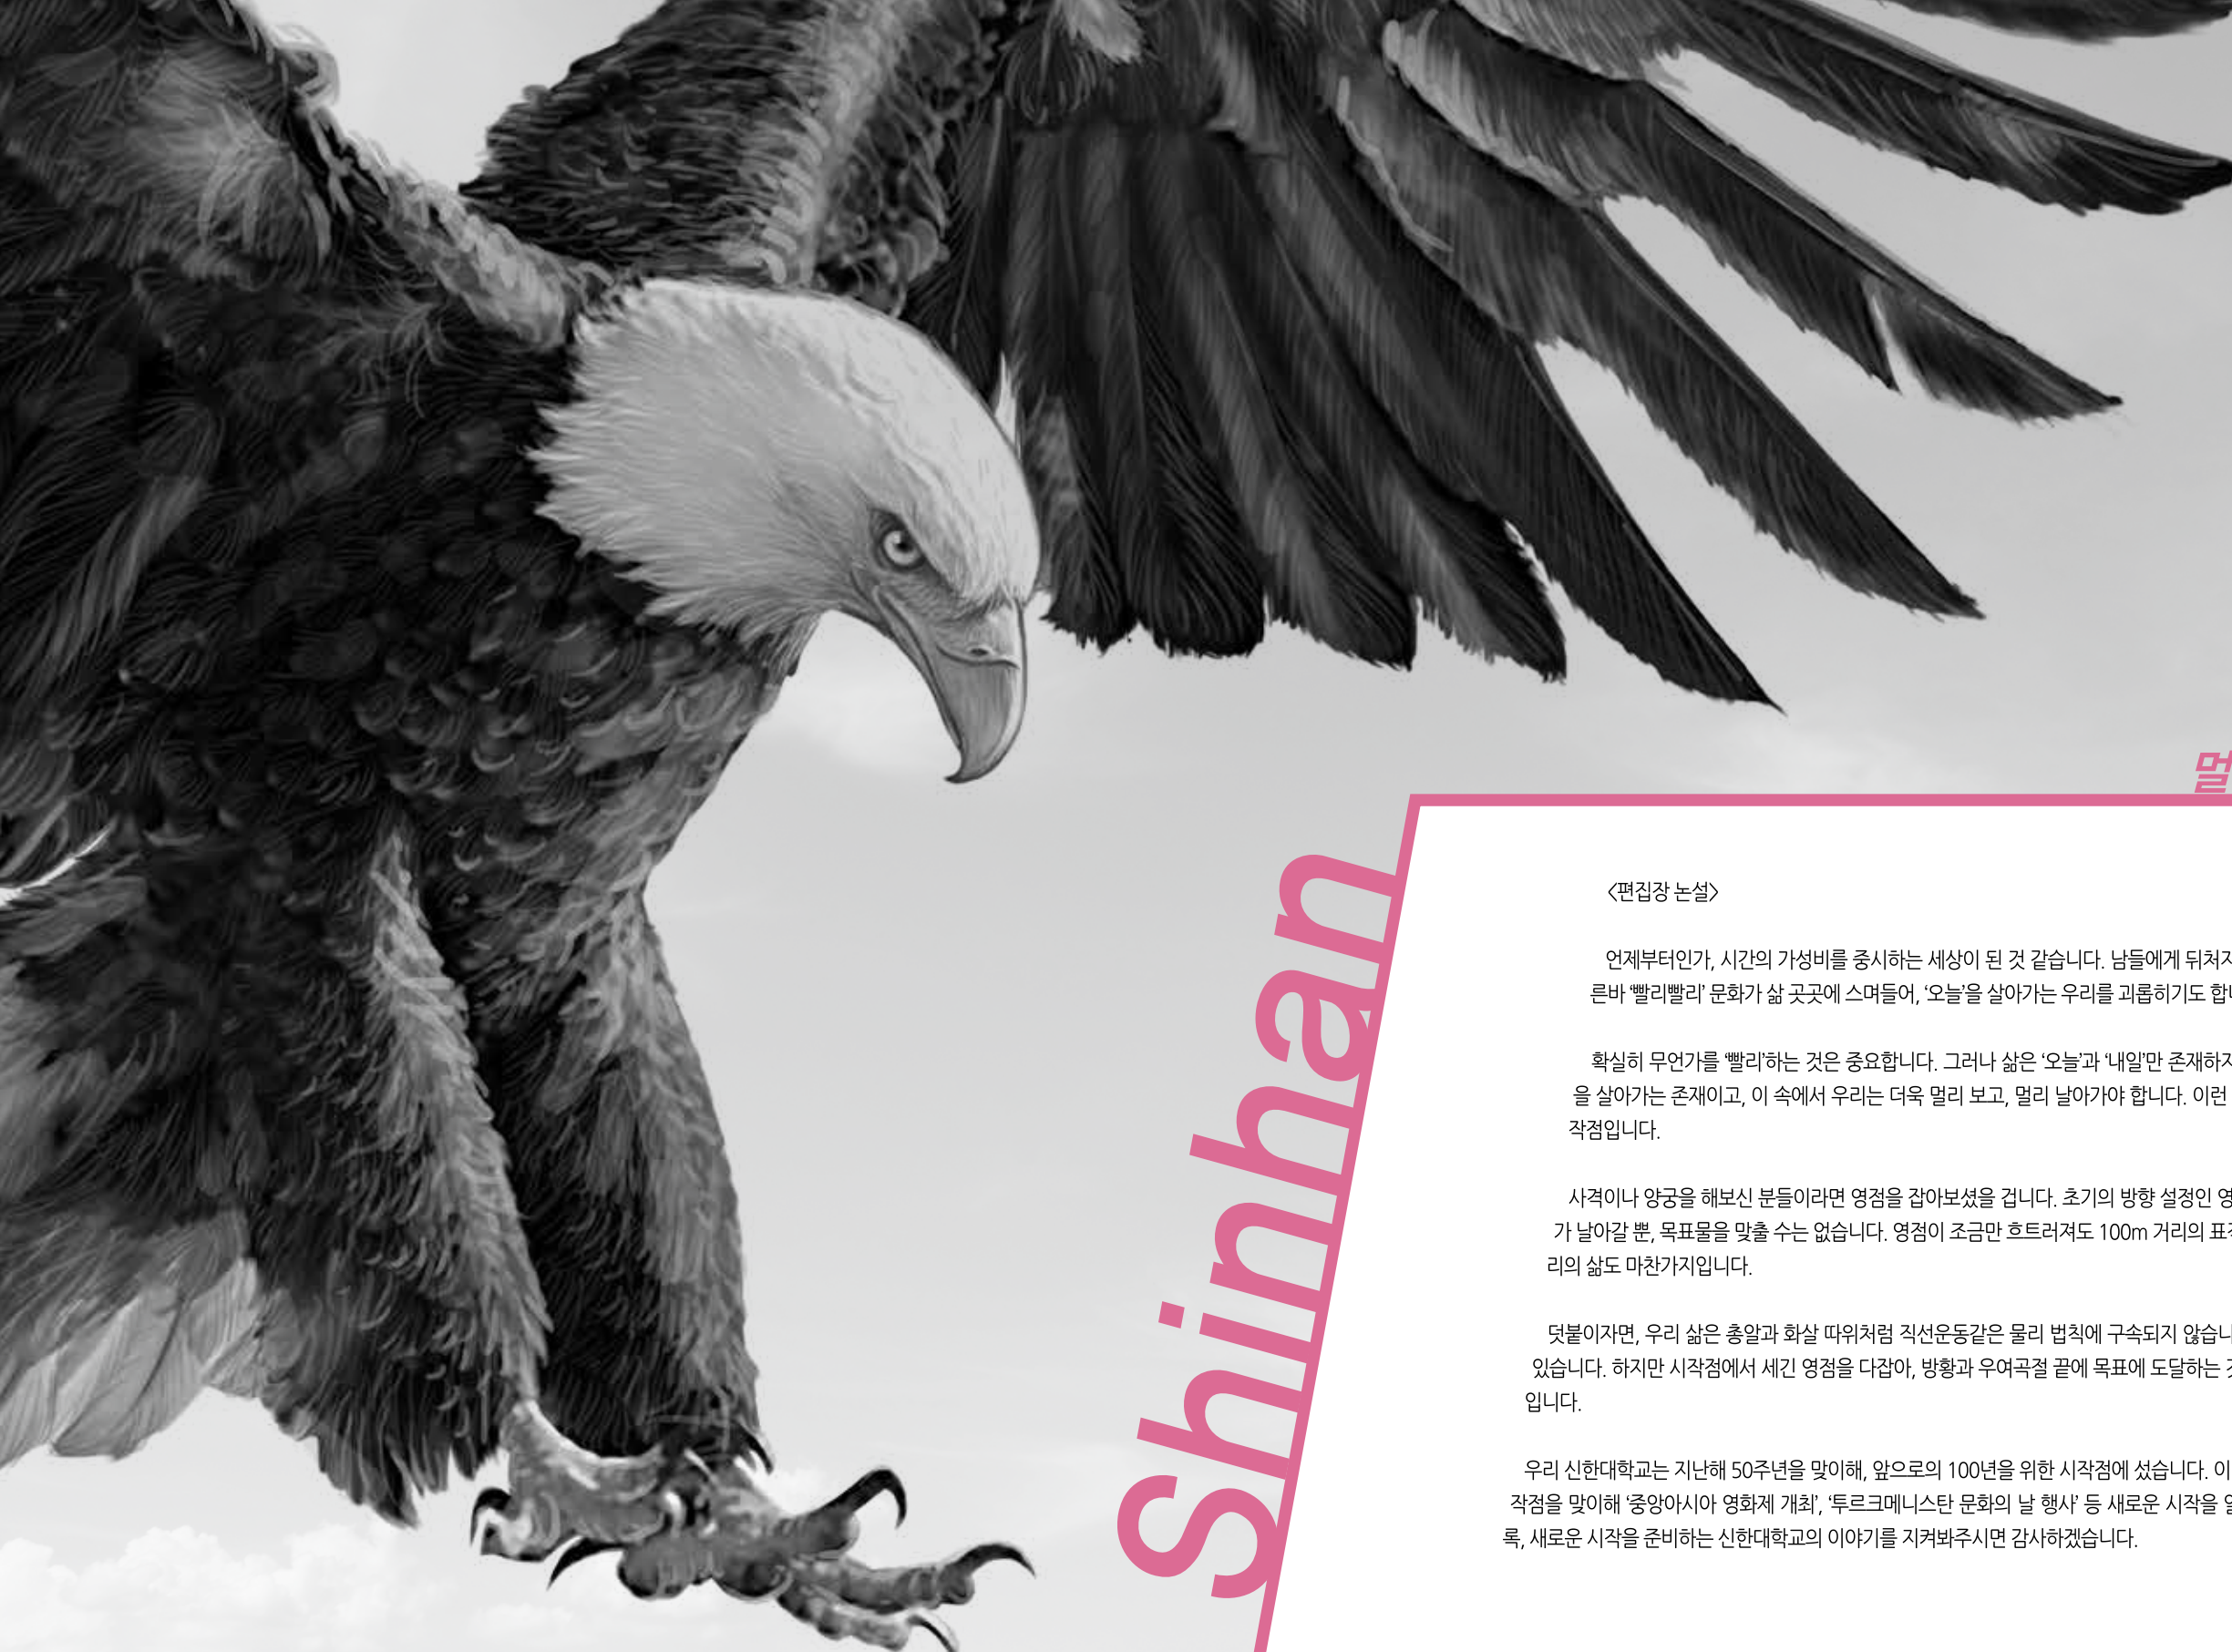 멀
Shinhan
<편집장 논설>
언제부터인가, 시간의 가성비를 중시하는 세상이 된 것 같습니다. 남들에게 뒤처지
른바 ‘빨리빨리’ 문화가 삶 곳곳에 스며들어, ‘오늘’을 살아가는 우리를 괴롭히기도 합니
확실히 무언가를 ‘빨리’하는 것은 중요합니다. 그러나 삶은 ‘오늘’과 ‘내일’만 존재하지
을 살아가는 존재이고, 이 속에서 우리는 더욱 멀리 보고, 멀리 날아가야 합니다. 이런
작점입니다.
사격이나 양궁을 해보신 분들이라면 영점을 잡아보셨을 겁니다. 초기의 방향 설정인 영
가 날아갈 뿐, 목표물을 맞출 수는 없습니다. 영점이 조금만 흐트러져도 100m 거리의 표적
리의 삶도 마찬가지입니다.
덧붙이자면, 우리 삶은 총알과 화살 따위처럼 직선운동같은 물리 법칙에 구속되지 않습니
있습니다. 하지만 시작점에서 세긴 영점을 다잡아, 방황과 우여곡절 끝에 목표에 도달하는
입니다.
우리 신한대학교는 지난해 50주년을 맞이해, 앞으로의 100년을 위한 시작점에 섰습니다. 이
작점을 맞이해 ‘중앙아시아 영화제 개최’, ‘투르크메니스탄 문화의 날 행사’ 등 새로운 시작을
록, 새로운 시작을 준비하는 신한대학교의 이야기를 지켜봐주시면 감사하겠습니다.